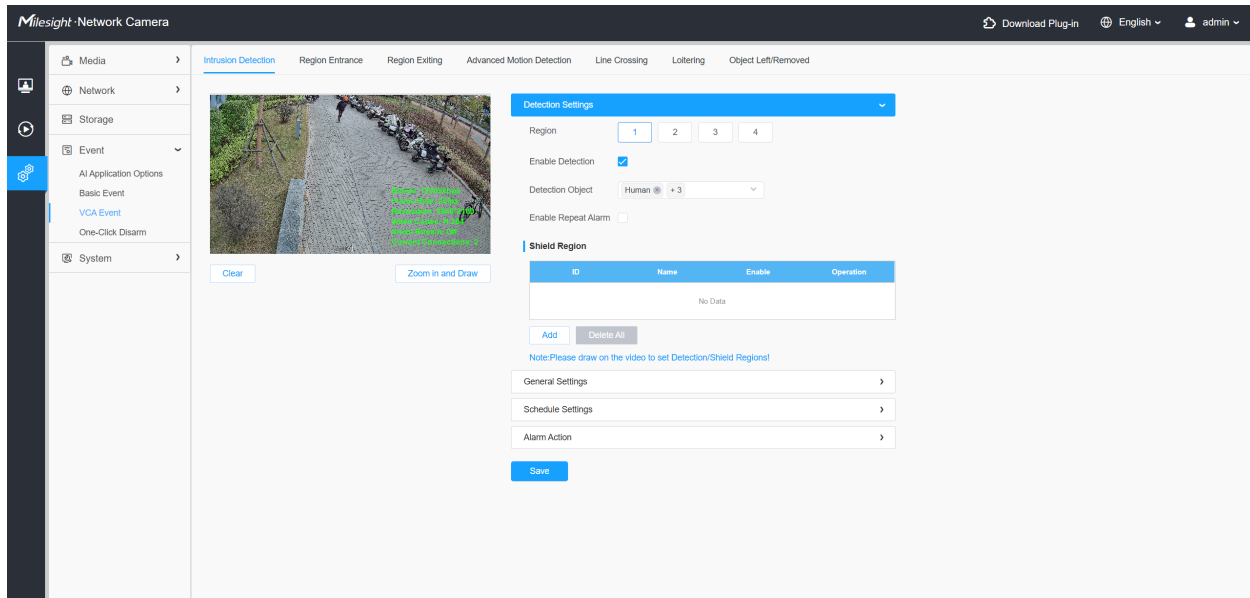 Milesight·Network Camera
Download Plug-in
English
admin
Media
Network
Storage
Event
AI Application Options
Basic Event
VCA Event
One-Click Disarm
System
Intrusion Detection Region Entrance Region Exiting Advanced Motion Detection Line Crossing Loitering Object Left/Removed
Clear
Zoom in and Draw
Detection Settings
Region 1 2 3 4
Enable Detection
Detection Object Human + 3
Enable Repeat Alarm
Shield Region
ID Name Enable Operation
No Data
Add Delete All
Note:Please draw on the video to set Detection/Shield Regions!
General Settings
Schedule Settings
Alarm Action
Save